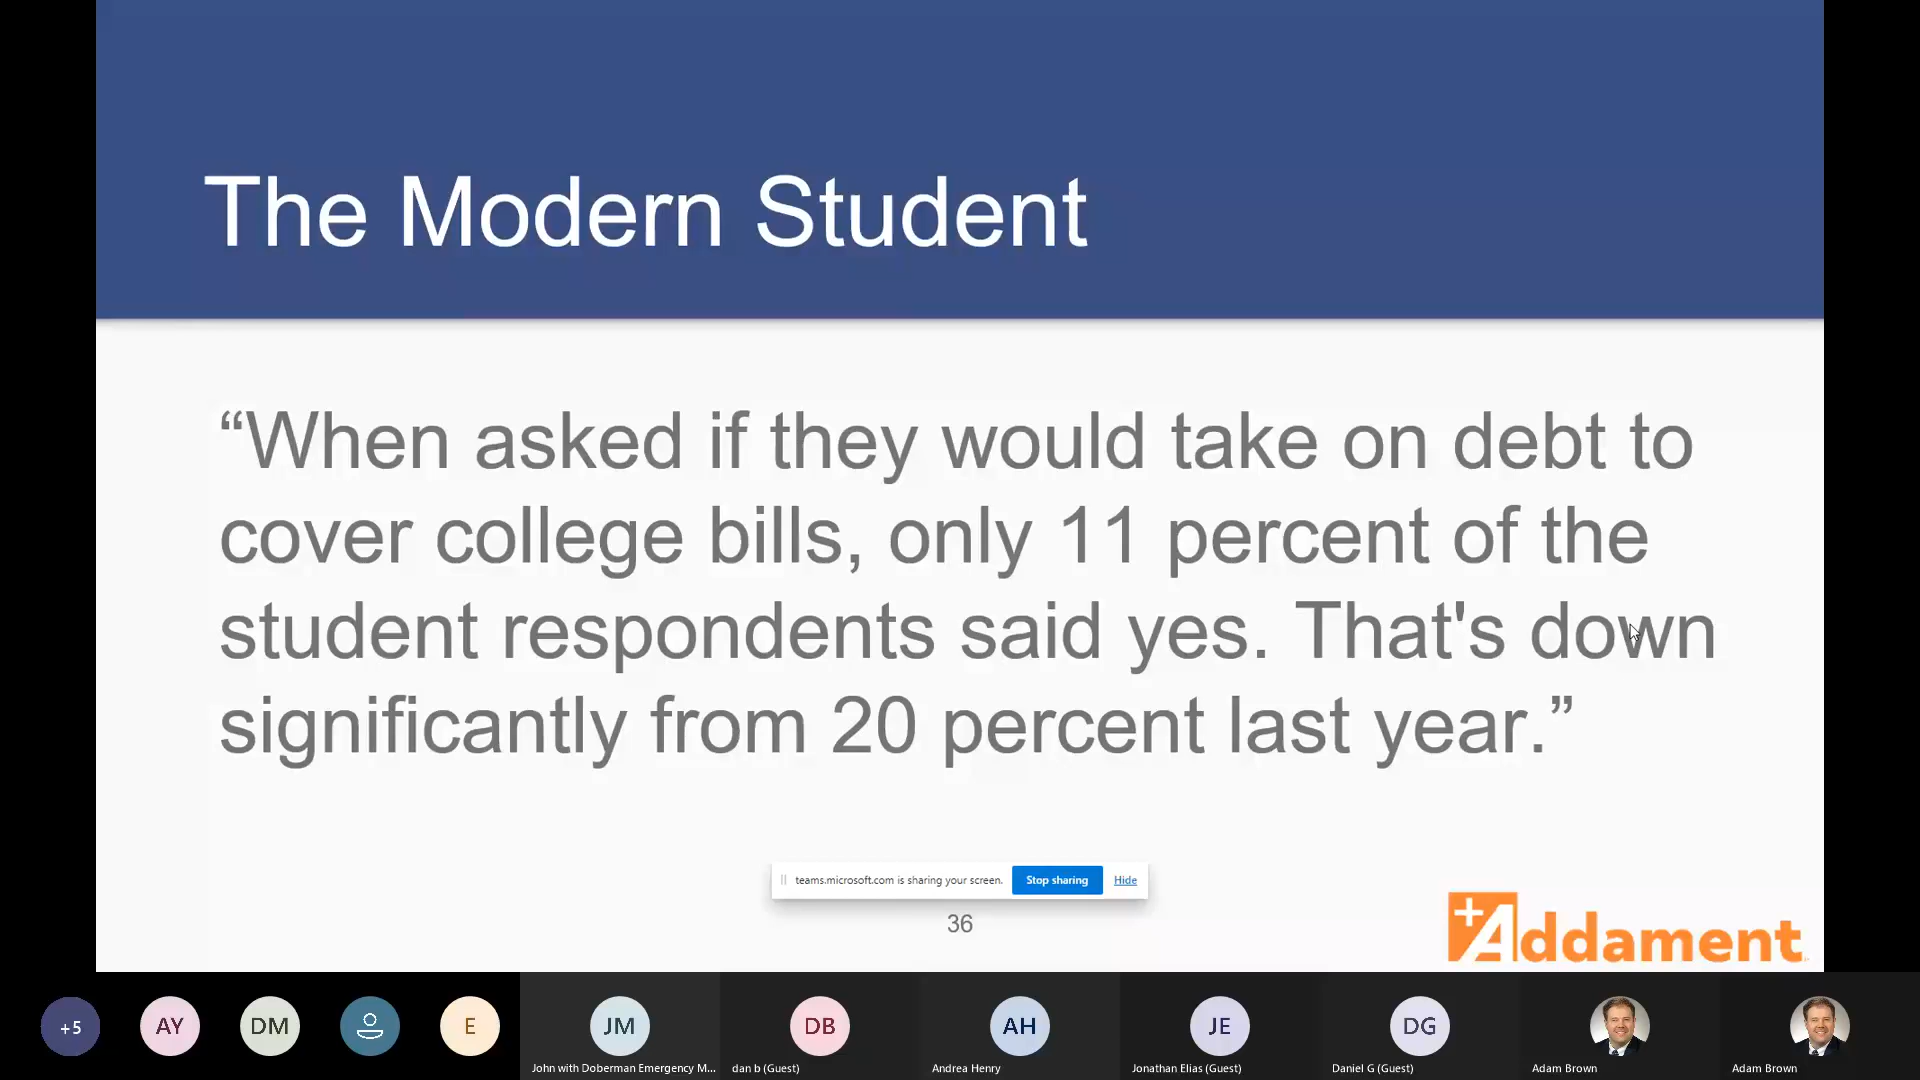 The Modern Student
“When asked if they would take on debt to
cover college bills, only 11 percent of the
student respondents said yes. That's down
significantly from 20 percent last year.”
teams.microsoft.com is sharing your screen. Stop sharing Hide
36
+Addament
+5 AY DM E JM DB AH JE DG
John with Doberman Emergency M... dan b (Guest) Andrea Henry Jonathan Elias (Guest) Daniel G (Guest) Adam Brown Adam Brown